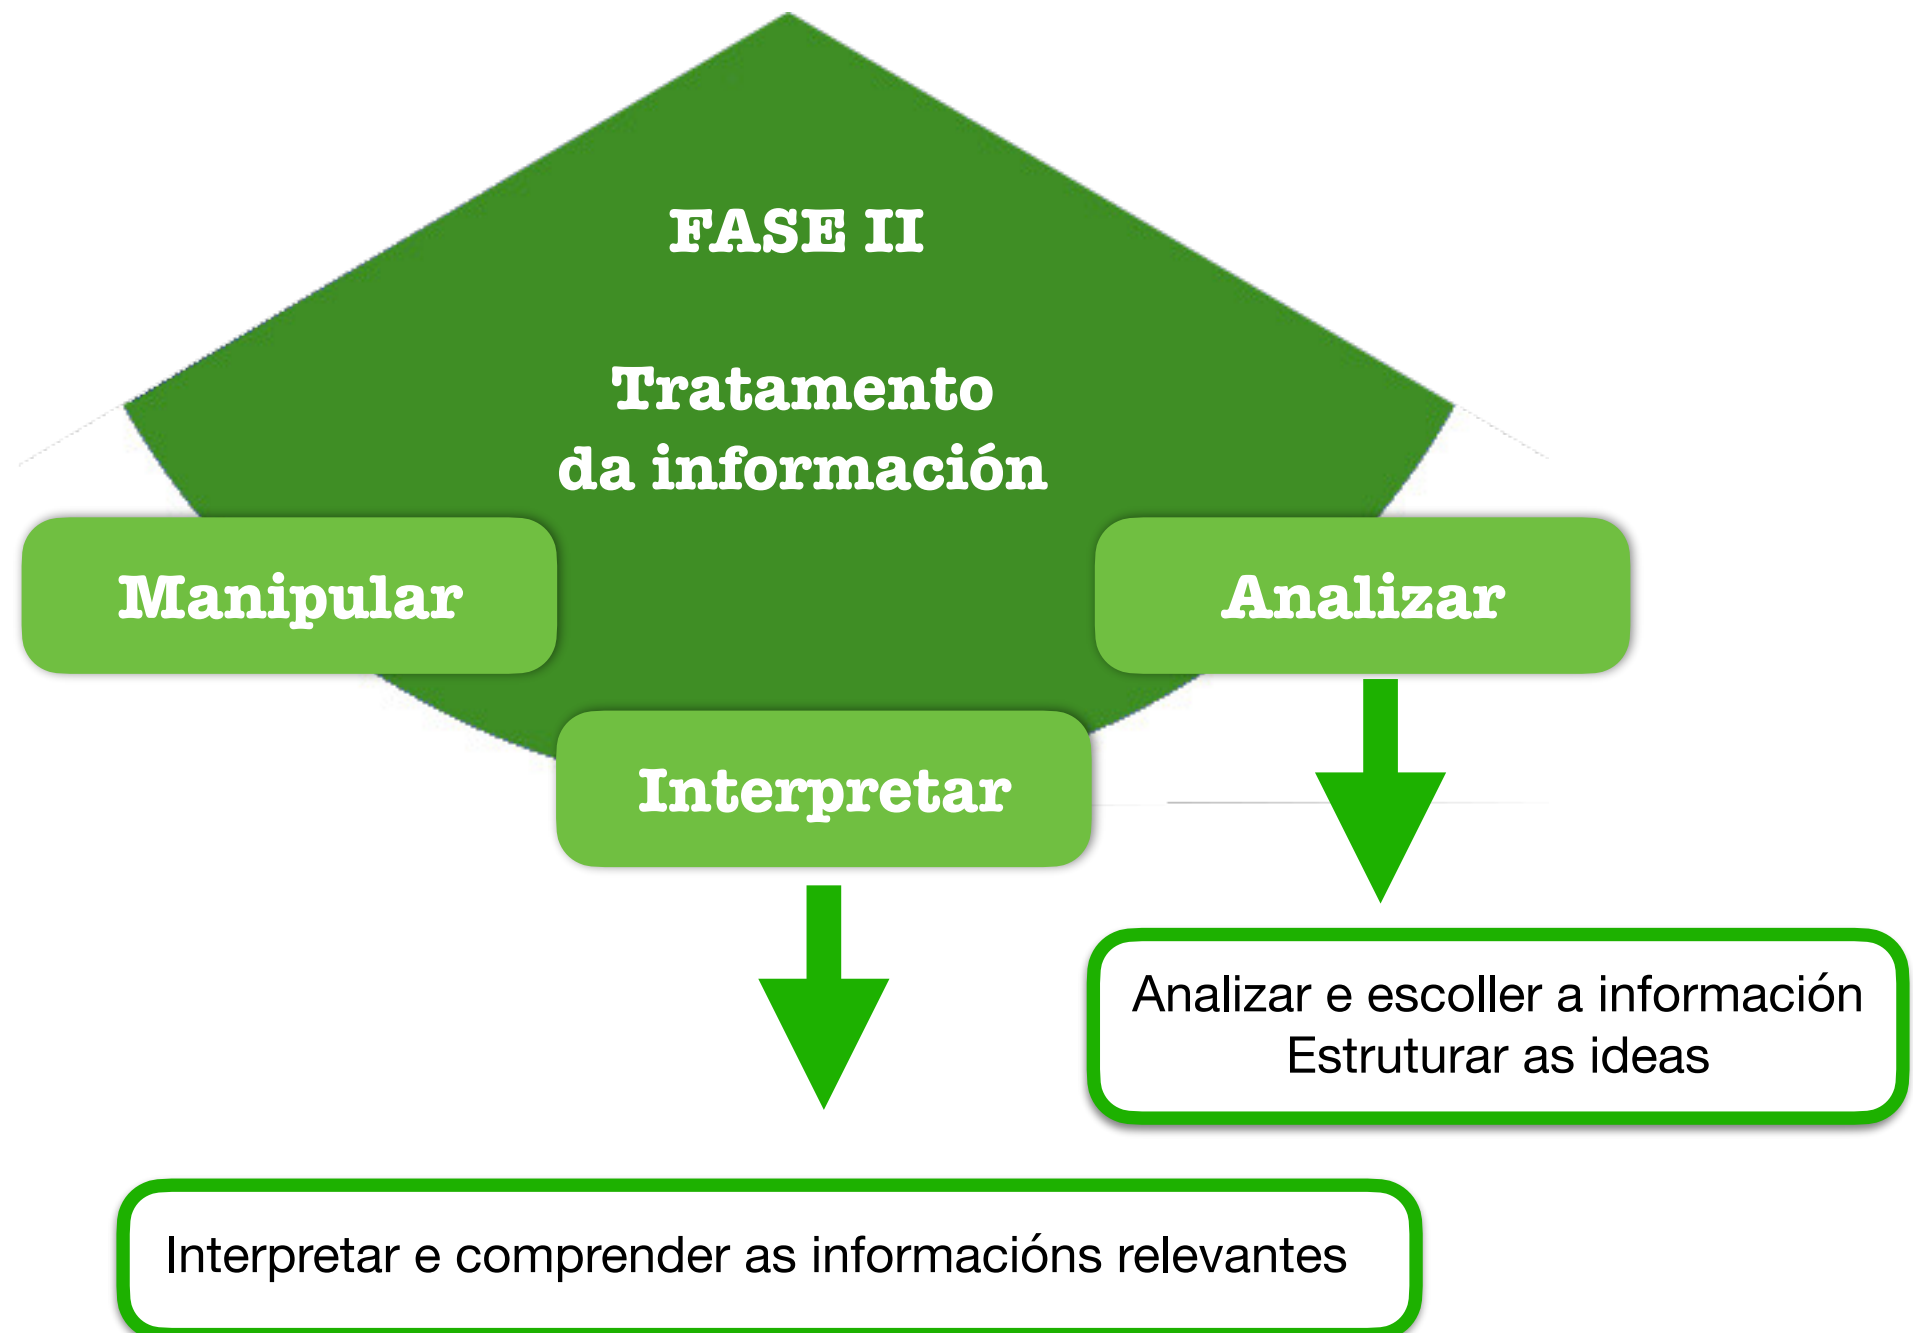 FASE II
Tratamento
da información
Manipular
Analizar
Interpretar
Analizar e escoller a información
Estruturar as ideas
Interpretar e comprender as informacións relevantes